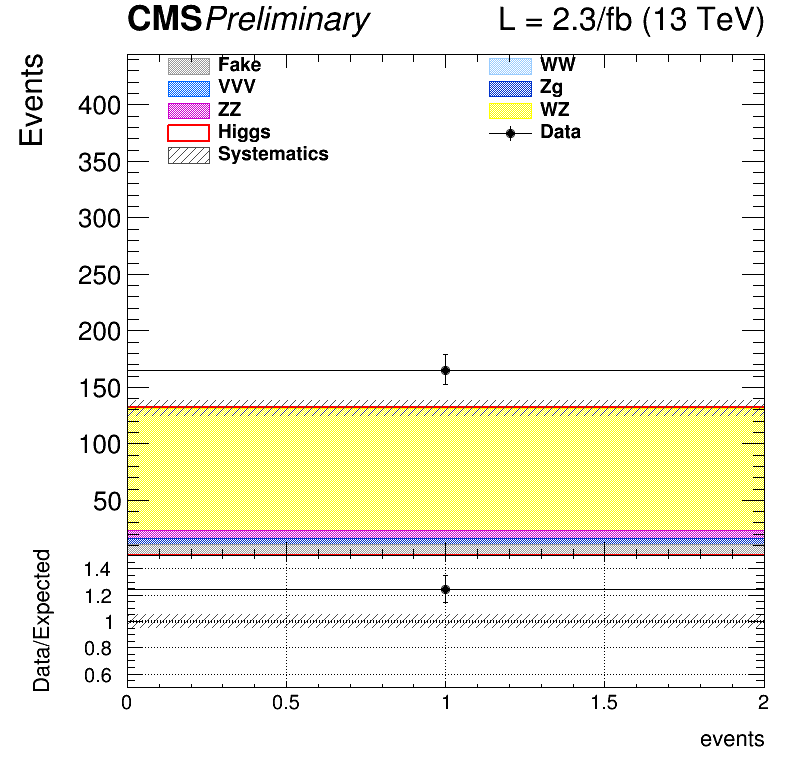 CMS Preliminary L = 2.3/fb (13 TeV)
Events
Fake WW
VVV Zg
ZZ WZ
Higgs Data
Systematics
400
350
300
250
200
150
100
50
Data/Expected
1.4
1.2
1
0.8
0.6
0 0.5 1 1.5 2
events